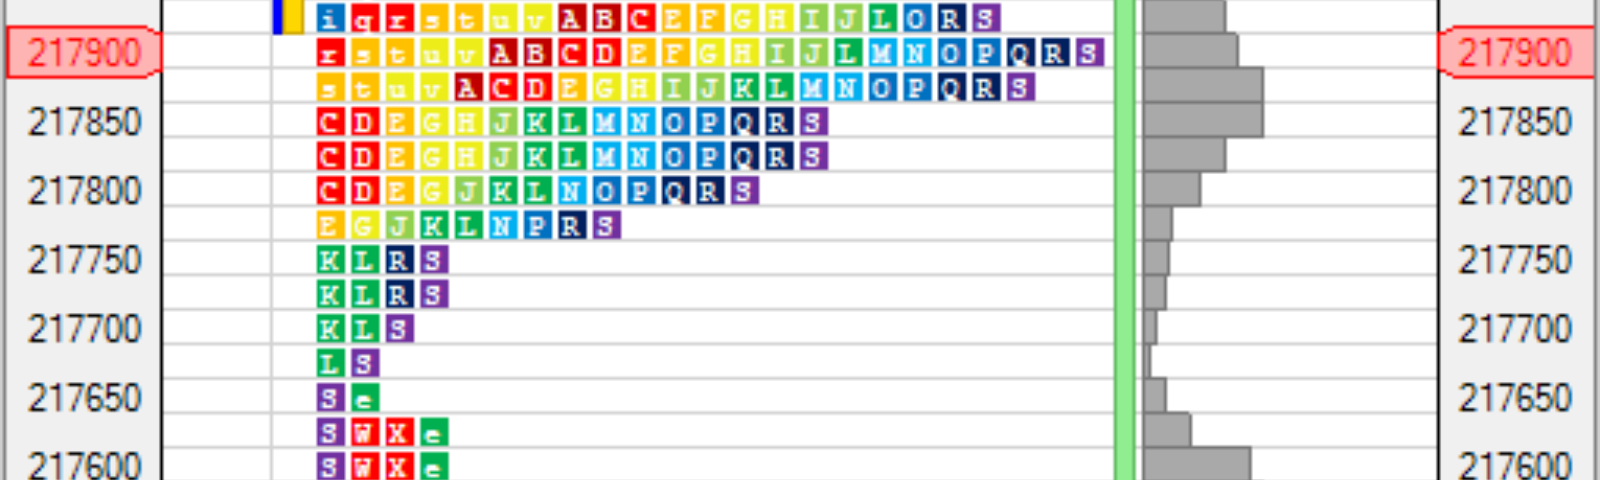 i q r s t u v A B C E F G H I J L O R S
217900 r s t u v A B C D E F G H I J L M N O P Q R S 217900
s t u v A C D E G H I J K L M N O P Q R S
217850 C D E G H J K L M N O P Q R S 217850
C D E G H J K L M N O P Q R S
217800 C D E G J K L N O P Q R S 217800
E G J K L N P R S
217750 K L R S 217750
K L R S
217700 K L S 217700
L S
217650 S e 217650
S W X e
217600 S W X e 217600